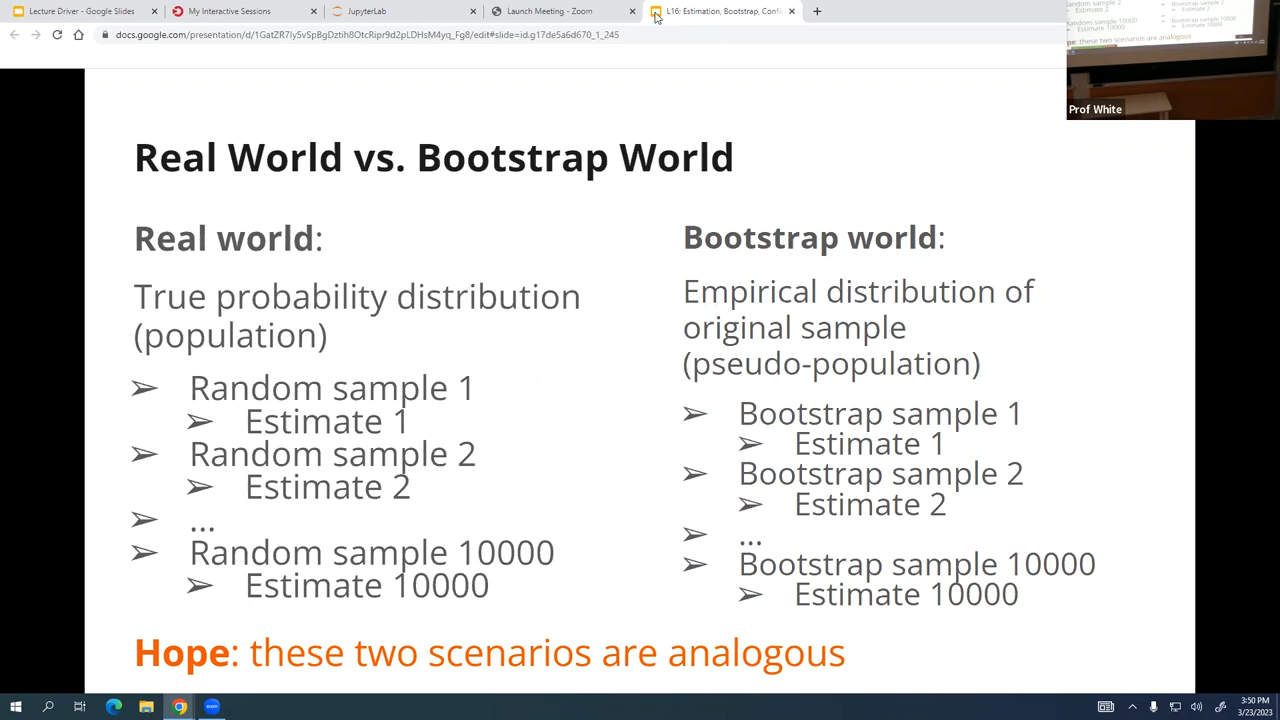 Lecture Driver - Google Slides
My Interactive Sessions
JupyterLab
Launch Meeting - Zoom
L16: Estimation, Bootstrap, Conf
Prof White
Real World vs. Bootstrap World
Real world:
True probability distribution
(population)
➢ Random sample 1
➢ Estimate 1
➢ Random sample 2
➢ Estimate 2
➢ ...
➢ Random sample 10000
➢ Estimate 10000
Bootstrap world:
Empirical distribution of
original sample
(pseudo-population)
➢ Bootstrap sample 1
➢ Estimate 1
➢ Bootstrap sample 2
➢ Estimate 2
➢ ...
➢ Bootstrap sample 10000
➢ Estimate 10000
Hope: these two scenarios are analogous
3:50 PM
3/23/2023